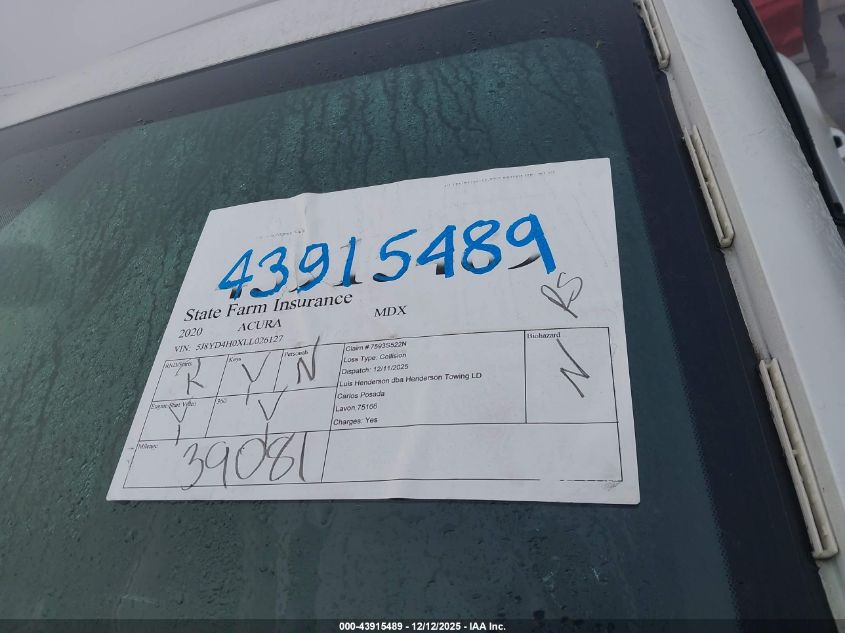 43915489
State Farm Insurance
2020 ACURA MDX
RS
VIN: 5J8YD4H0XLL026127
Keys
Personals
Biohazard
R
Y
N
N
Claim # 7593S522N
Loss Type: Collision
Dispatch: 12/11/2025
Luis Henderson dba Henderson Towing LD
Carlos Posada
Lavon 75166
Charges: Yes
Y
Y
Mileage
39081
000-43915489 - 12/12/2025 - IAA Inc.